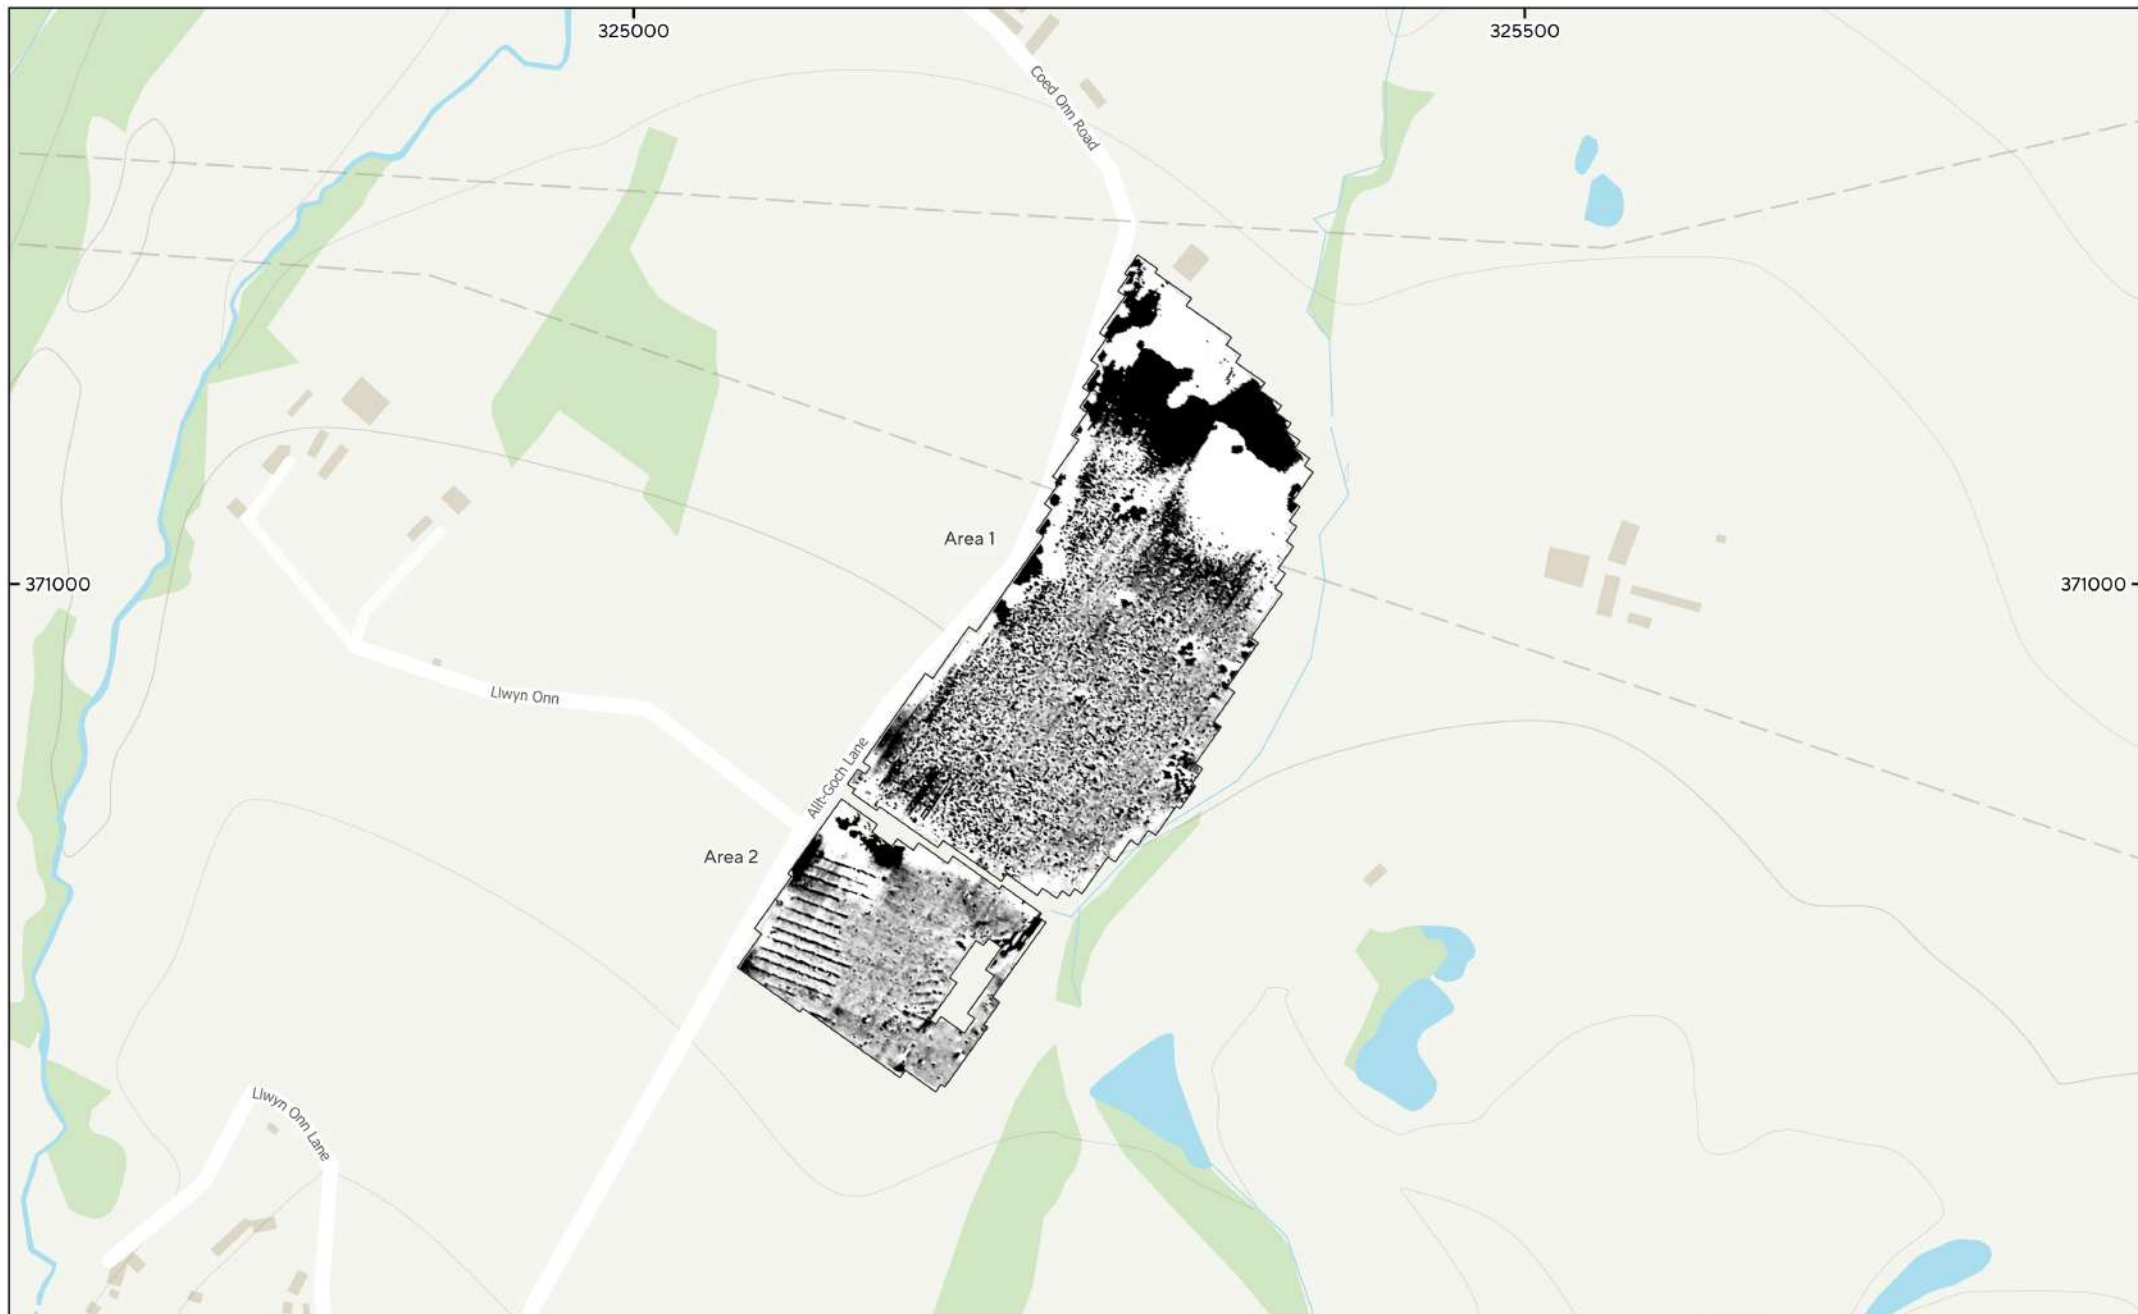 325000
325500
Coed Onn Road
Area 1
371000
371000
Llwyn Onn
Allt-Goch Lane
Area 2
Llwyn Onn Lane